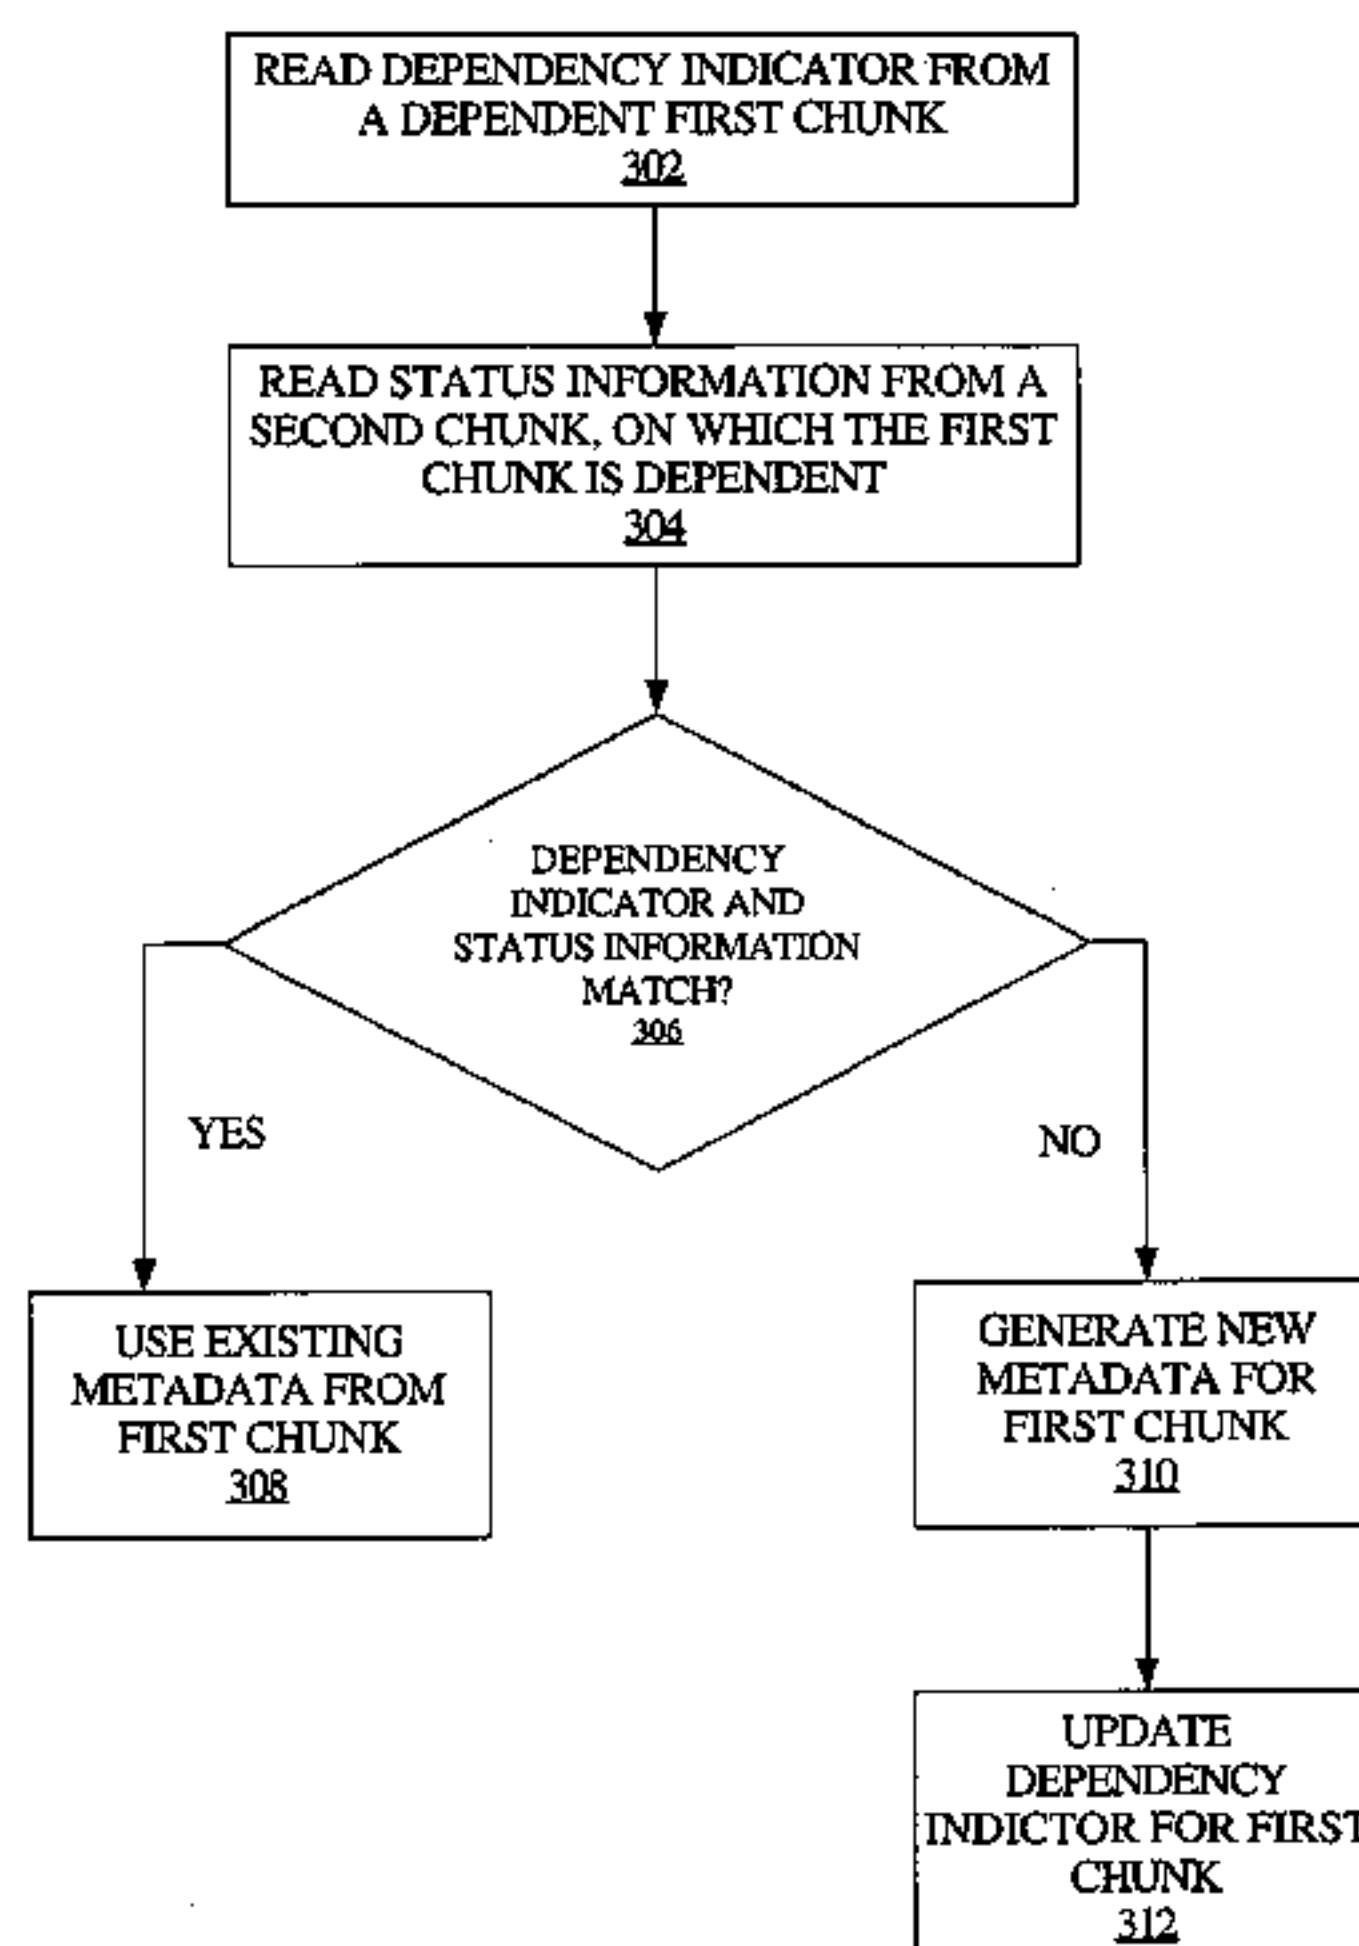 READ DEPENDENCY INDICATOR FROM
A DEPENDENT FIRST CHUNK
302
READ STATUS INFORMATION FROM A
SECOND CHUNK, ON WHICH THE FIRST
CHUNK IS DEPENDENT
304
DEPENDENCY
INDICATOR AND
STATUS INFORMATION
MATCH?
306
YES
NO
USE EXISTING
METADATA FROM
FIRST CHUNK
308
GENERATE NEW
METADATA FOR
FIRST CHUNK
310
UPDATE
DEPENDENCY
INDICTOR FOR FIRST
CHUNK
312